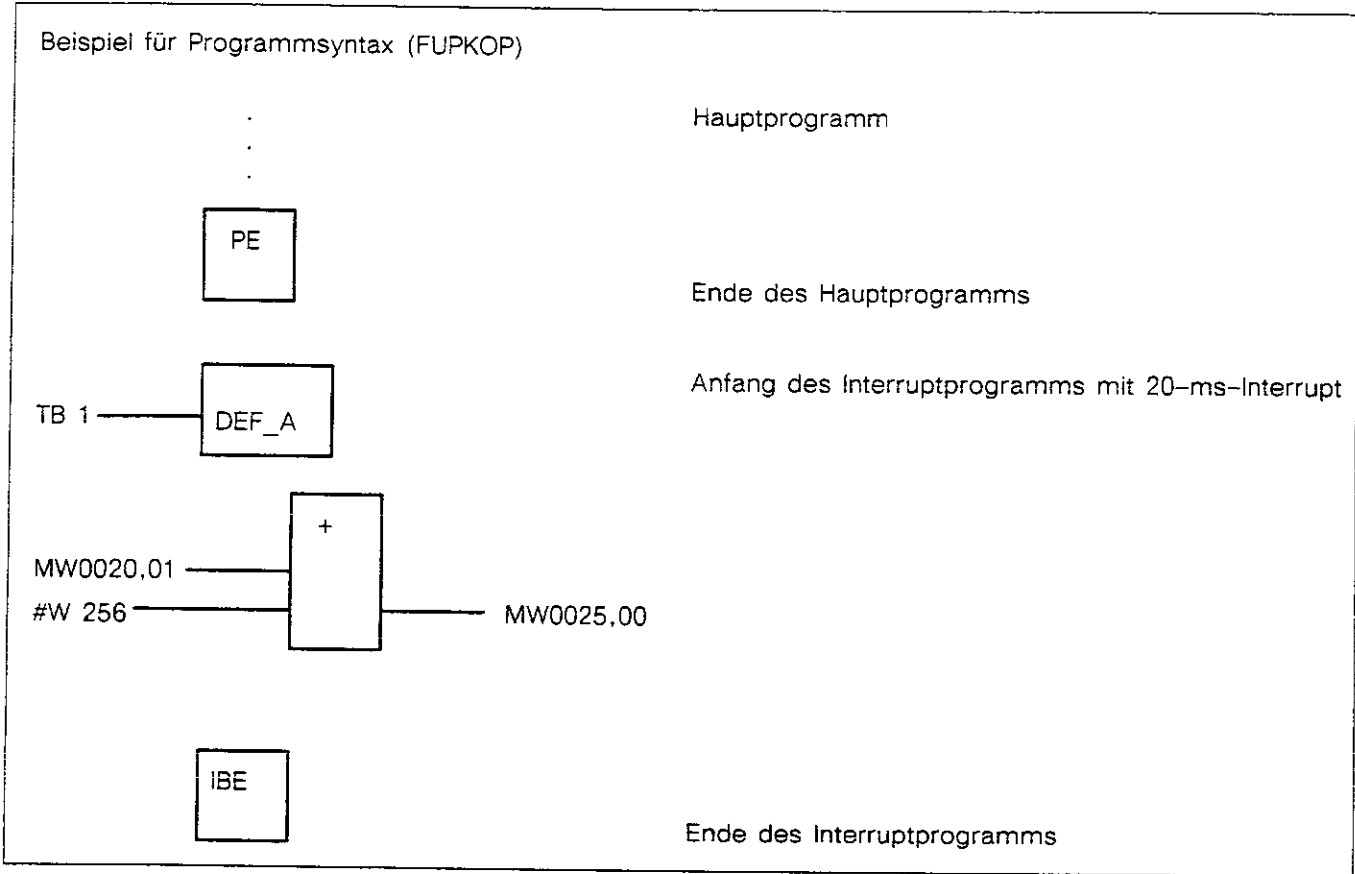 Beispiel für Programmsyntax (FUPKOP)
Hauptprogramm
PE
Ende des Hauptprogramms
Anfang des Interruptprogramms mit 20-ms-Interrupt
TB 1
DEF_A
+
MW0020,01
#W 256
MW0025,00
IBE
Ende des Interruptprogramms